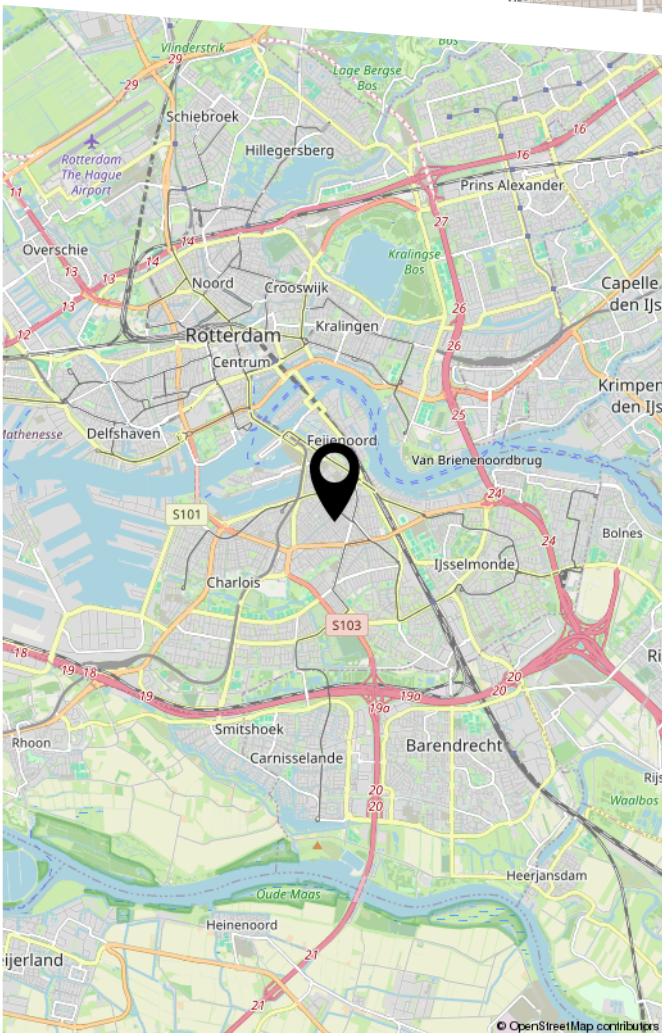 Vlinderstrik
29
Bos
29
Lage Bergse
Bos
Schiebroek
16
Hillegersberg
16
Rotterdam
The Hague
Airport
Prins Alexander
11
27
14
Overschie
Kralingse
Bos
14
13
13
Noord
Crooswijk
Capelle
den IJs
13
26
12
Kralingen
Rotterdam
26
Centrum
Krimpen
den IJs
25
Mathenesse
Delfshaven
Feijenoord
Van Brienenoordbrug
24
S101
24
Bolnes
IJsselmonde
Charlois
S103
18
19
18
20
20
Ri
19
19a
19a
Smitshoek
Rhoon
Barendrecht
Carnisselande
Rijs
20
20
Waalbos
Heerjansdam
Oude Maas
Heinenoord
21
eijerland
21
© OpenStreetMap contributors